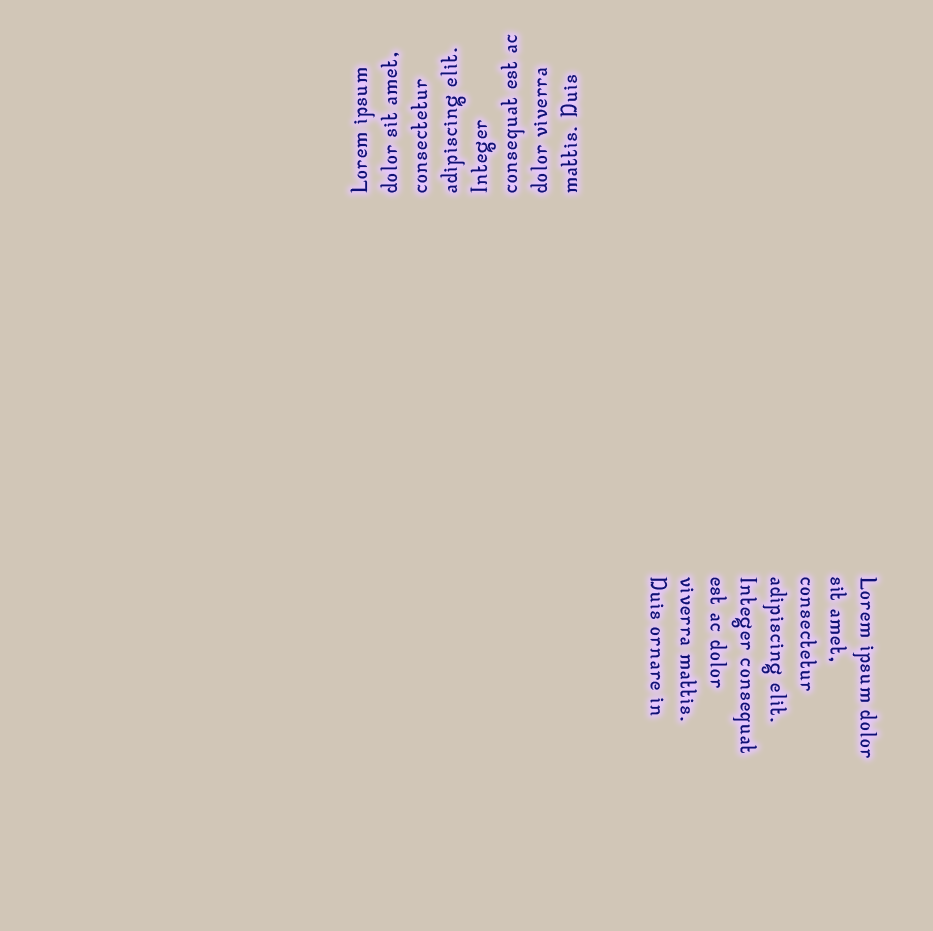 Lorem ipsum
dolor sit amet,
consectetur
adipiscing elit.
Integer
consequat est ac
dolor viverra
mattis. Duis
Lorem ipsum dolor
sit amet,
consectetur
adipiscing elit.
Integer consequat
est ac dolor
viverra mattis.
Duis ornare in